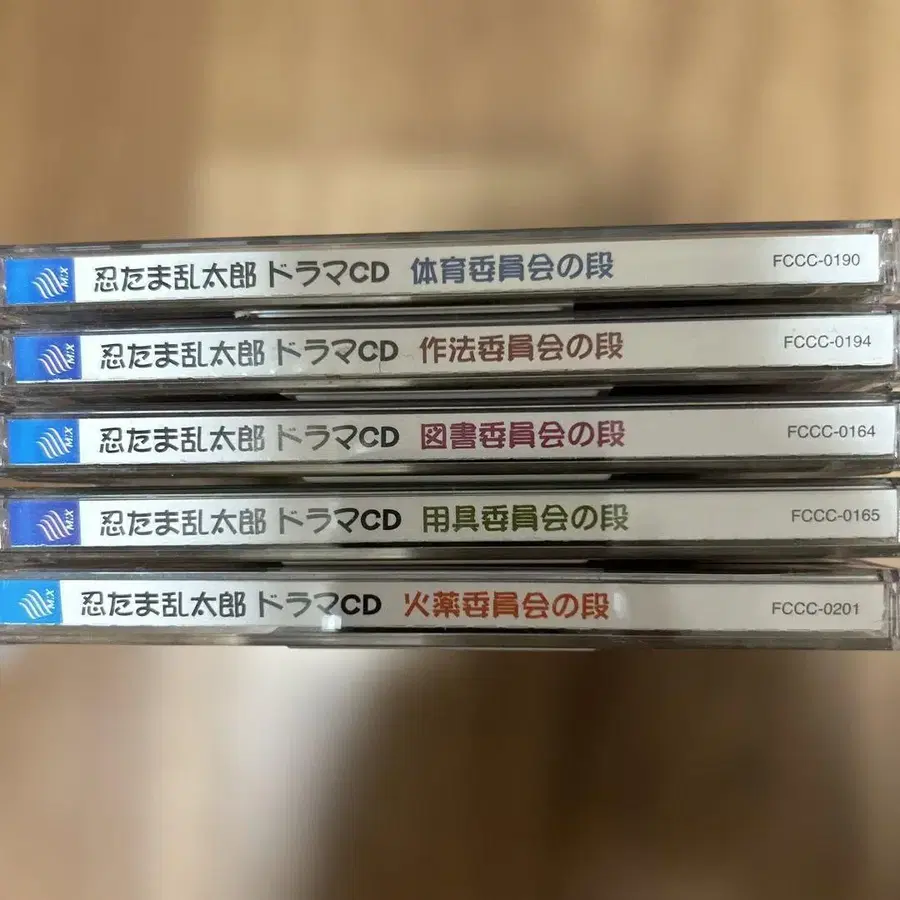 M:X 忍たま乱太郎 ドラマCD 体育委員会の段 FCCC-0190
M:X 忍たま乱太郎 ドラマCD 作法委員会の段 FCCC-0194
M:X 忍たま乱太郎 ドラマCD 図書委員会の段 FCCC-0164
M:X 忍たま乱太郎 ドラマCD 用具委員会の段 FCCC-0165
M:X 忍たま乱太郎 ドラマCD 火薬委員会の段 FCCC-0201